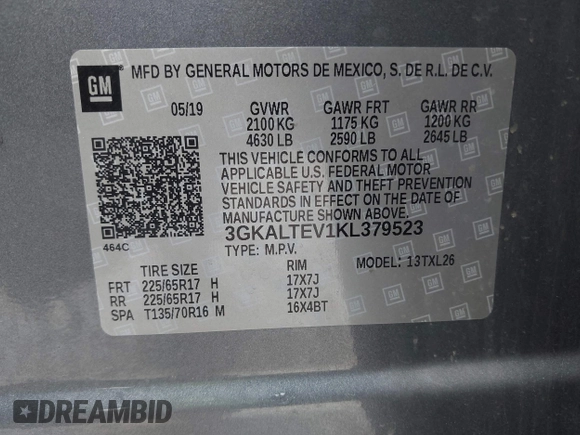 GM
MFD BY GENERAL MOTORS DE MEXICO, S. DE R.L. DE C.V.
05/19 GVWR GAWR FRT GAWR RR
2100 KG 1175 KG 1200 KG
4630 LB 2590 LB 2645 LB
THIS VEHICLE CONFORMS TO ALL
APPLICABLE U.S. FEDERAL MOTOR
VEHICLE SAFETY AND THEFT PREVENTION
STANDARDS IN EFFECT ON THE DATE OF
MANUFACTURE SHOWN ABOVE.
464C
3GKALTEV1KL379523
TYPE: M.P.V. MODEL: 13TXL26
TIRE SIZE RIM
FRT 225/65R17 H 17X7J
RR 225/65R17 H 17X7J
SPA T135/70R16 M 16X4BT
DREAMBID